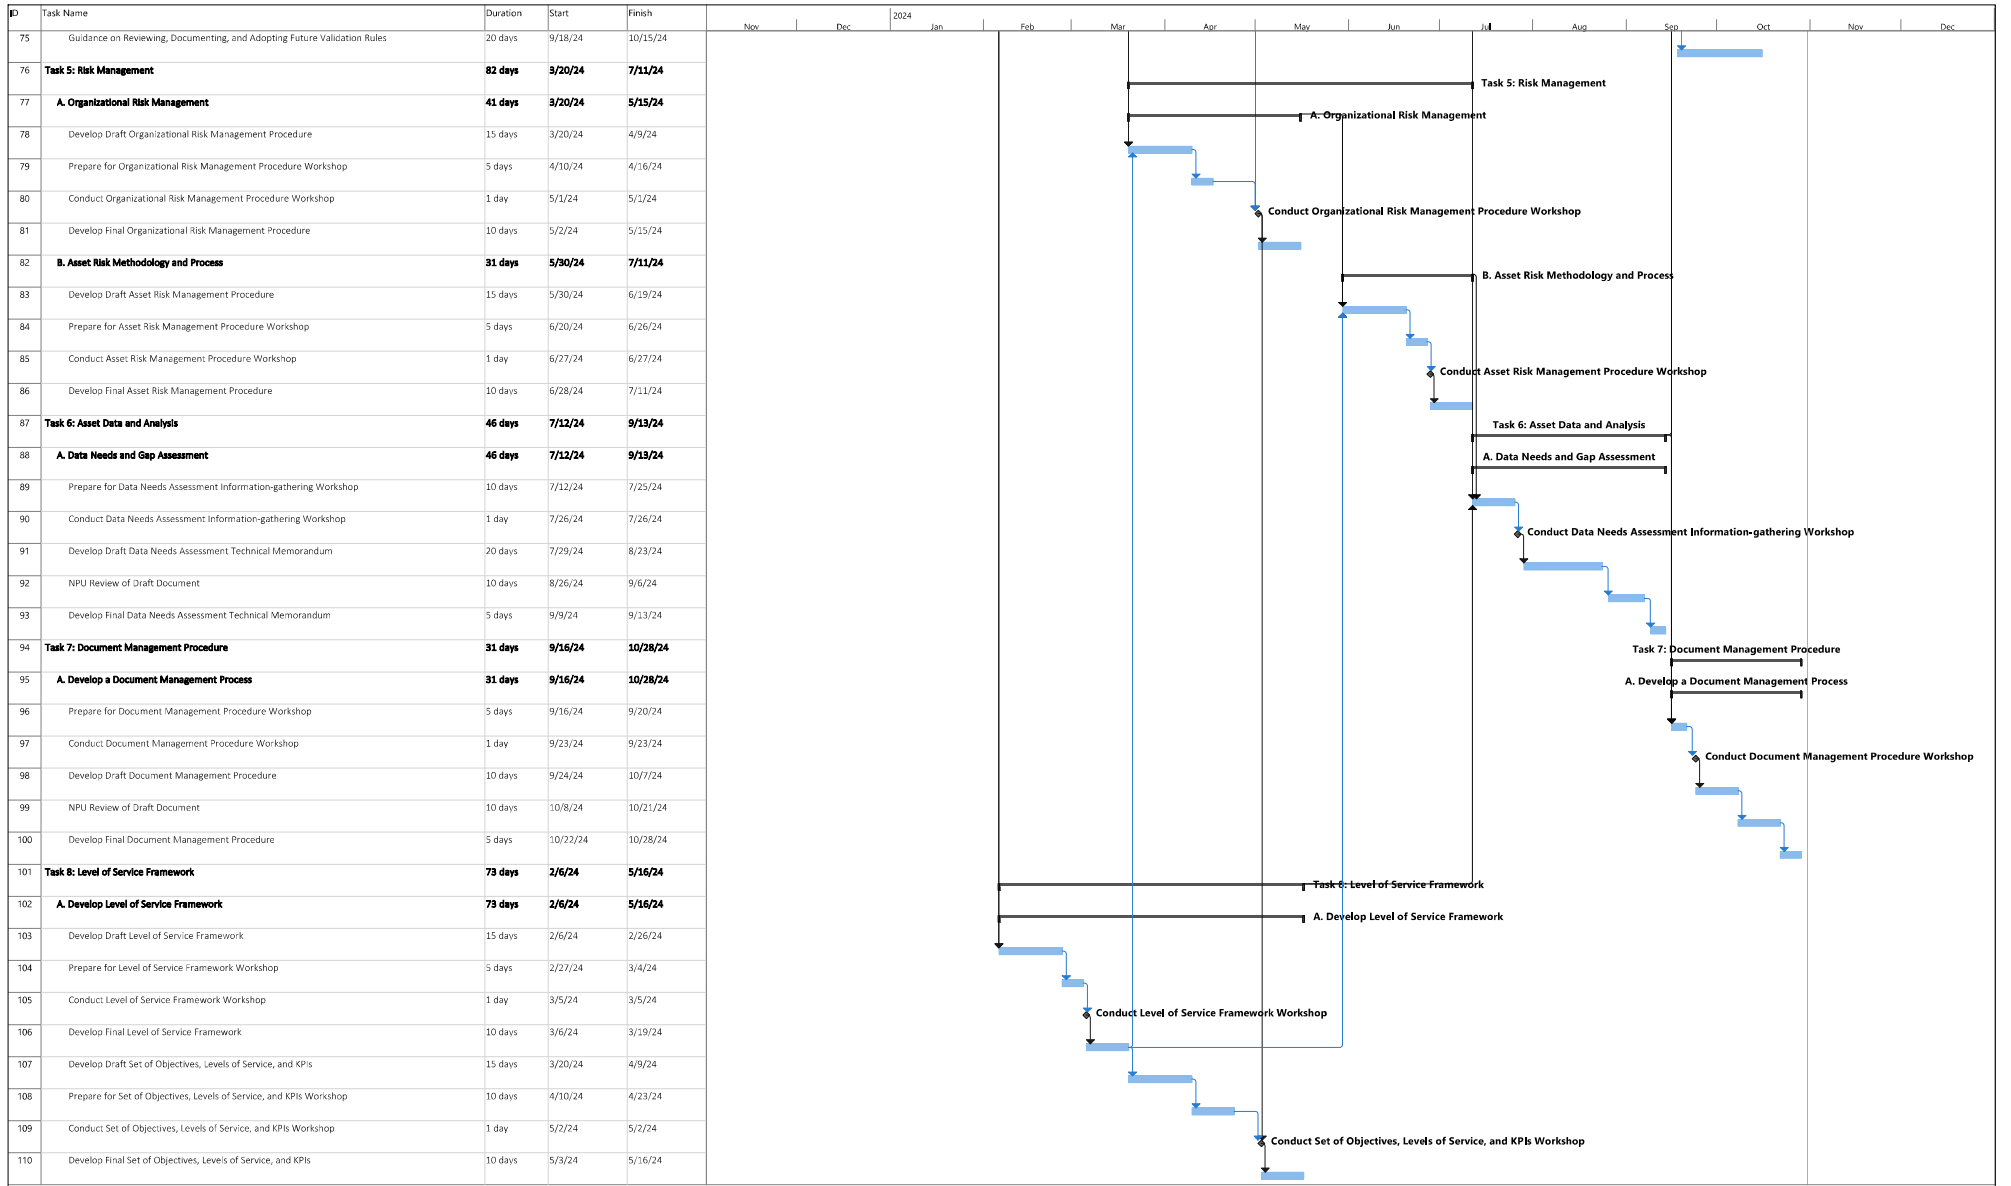 ID Task Name Duration Start Finish
2024
Nov Dec Jan Feb Mar Apr May Jun Jul Aug Sep Oct Nov Dec
75 Guidance on Reviewing, Documenting, and Adopting Future Validation Rules 20 days 9/18/24 10/15/24
76 Task 5: Risk Management 82 days 3/20/24 7/11/24
Task 5: Risk Management
77 A. Organizational Risk Management 41 days 3/20/24 5/15/24
A. Organizational Risk Management
78 Develop Draft Organizational Risk Management Procedure 15 days 3/20/24 4/9/24
79 Prepare for Organizational Risk Management Procedure Workshop 5 days 4/10/24 4/16/24
80 Conduct Organizational Risk Management Procedure Workshop 1 day 5/1/24 5/1/24
Conduct Organizational Risk Management Procedure Workshop
81 Develop Final Organizational Risk Management Procedure 10 days 5/2/24 5/15/24
82 B. Asset Risk Methodology and Process 31 days 5/30/24 7/11/24
B. Asset Risk Methodology and Process
83 Develop Draft Asset Risk Management Procedure 15 days 5/30/24 6/19/24
84 Prepare for Asset Risk Management Procedure Workshop 5 days 6/20/24 6/26/24
85 Conduct Asset Risk Management Procedure Workshop 1 day 6/27/24 6/27/24
Conduct Asset Risk Management Procedure Workshop
86 Develop Final Asset Risk Management Procedure 10 days 6/28/24 7/11/24
87 Task 6: Asset Data and Analysis 46 days 7/12/24 9/13/24
Task 6: Asset Data and Analysis
88 A. Data Needs and Gap Assessment 46 days 7/12/24 9/13/24
A. Data Needs and Gap Assessment
89 Prepare for Data Needs Assessment Information-gathering Workshop 10 days 7/12/24 7/25/24
90 Conduct Data Needs Assessment Information-gathering Workshop 1 day 7/26/24 7/26/24
Conduct Data Needs Assessment Information-gathering Workshop
91 Develop Draft Data Needs Assessment Technical Memorandum 20 days 7/29/24 8/23/24
92 NPU Review of Draft Document 10 days 8/26/24 9/6/24
93 Develop Final Data Needs Assessment Technical Memorandum 5 days 9/9/24 9/13/24
94 Task 7: Document Management Procedure 31 days 9/16/24 10/28/24
Task 7: Document Management Procedure
95 A. Develop a Document Management Process 31 days 9/16/24 10/28/24
A. Develop a Document Management Process
96 Prepare for Document Management Procedure Workshop 5 days 9/16/24 9/20/24
97 Conduct Document Management Procedure Workshop 1 day 9/23/24 9/23/24
Conduct Document Management Procedure Workshop
98 Develop Draft Document Management Procedure 10 days 9/24/24 10/7/24
99 NPU Review of Draft Document 10 days 10/8/24 10/21/24
100 Develop Final Document Management Procedure 5 days 10/22/24 10/28/24
101 Task 8: Level of Service Framework 73 days 2/6/24 5/16/24
Task 8: Level of Service Framework
102 A. Develop Level of Service Framework 73 days 2/6/24 5/16/24
A. Develop Level of Service Framework
103 Develop Draft Level of Service Framework 15 days 2/6/24 2/26/24
104 Prepare for Level of Service Framework Workshop 5 days 2/27/24 3/4/24
105 Conduct Level of Service Framework Workshop 1 day 3/5/24 3/5/24
Conduct Level of Service Framework Workshop
106 Develop Final Level of Service Framework 10 days 3/6/24 3/19/24
107 Develop Draft Set of Objectives, Levels of Service, and KPIs 15 days 3/20/24 4/9/24
108 Prepare for Set of Objectives, Levels of Service, and KPIs Workshop 10 days 4/10/24 4/23/24
109 Conduct Set of Objectives, Levels of Service, and KPIs Workshop 1 day 5/2/24 5/2/24
Conduct Set of Objectives, Levels of Service, and KPIs Workshop
110 Develop Final Set of Objectives, Levels of Service, and KPIs 10 days 5/3/24 5/16/24